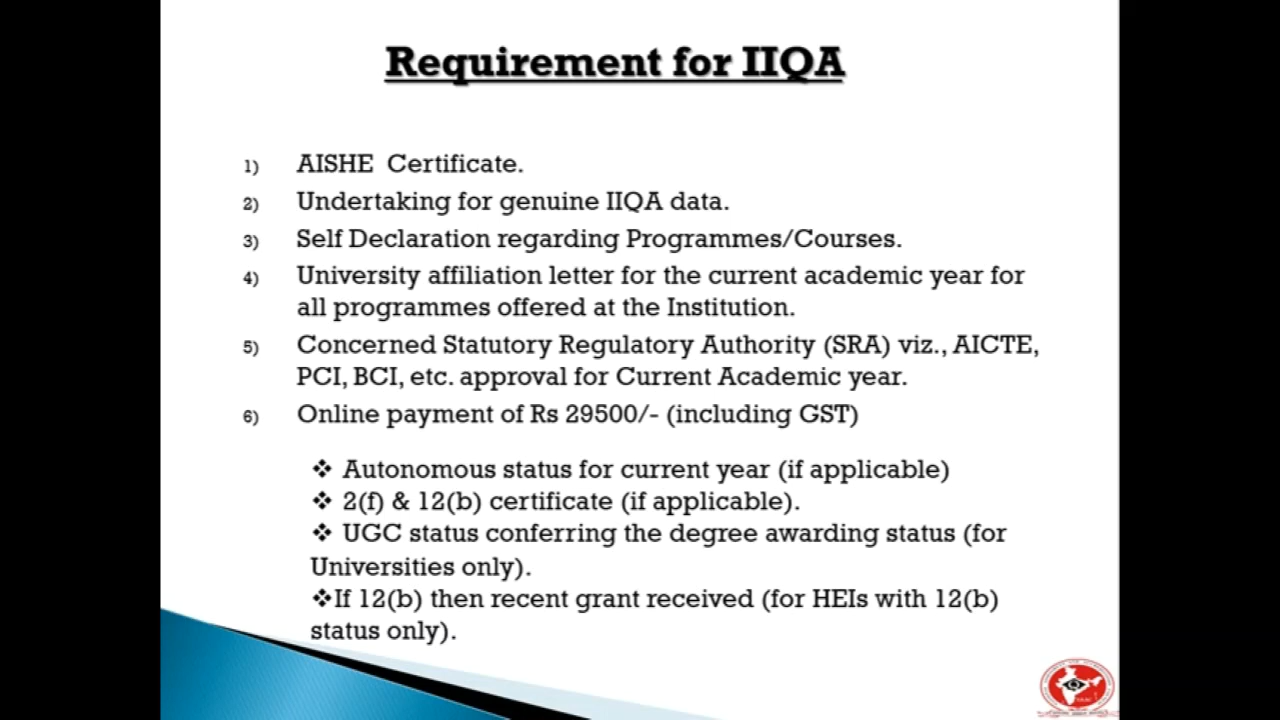 Requirement for IIQA
1) AISHE Certificate.
2) Undertaking for genuine IIQA data.
3) Self Declaration regarding Programmes/Courses.
4) University affiliation letter for the current academic year for
all programmes offered at the Institution.
5) Concerned Statutory Regulatory Authority (SRA) viz., AICTE,
PCI, BCI, etc. approval for Current Academic year.
6) Online payment of Rs 29500/- (including GST)
❖ Autonomous status for current year (if applicable)
❖ 2(f) & 12(b) certificate (if applicable).
❖ UGC status conferring the degree awarding status (for
Universities only).
❖If 12(b) then recent grant received (for HEIs with 12(b)
status only).